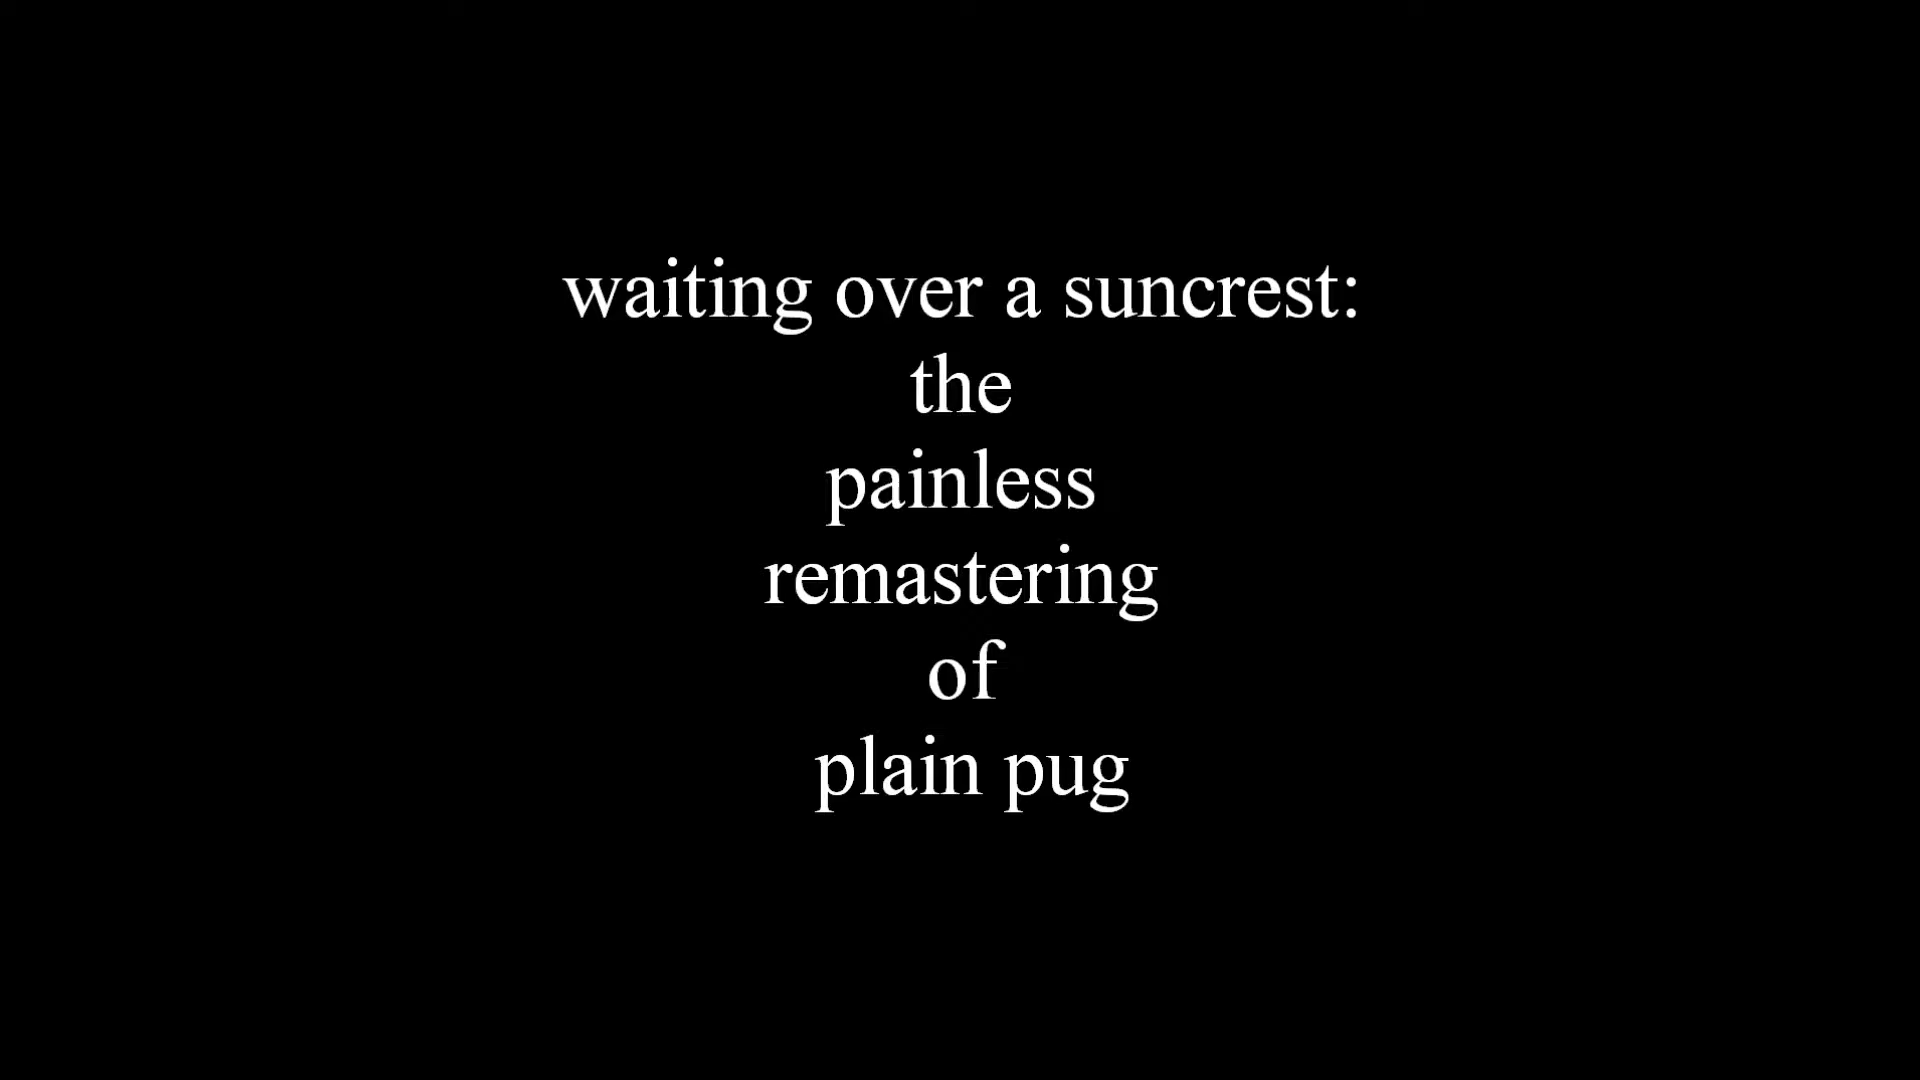 waiting over a suncrest:
the
painless
remastering
of
plain pug